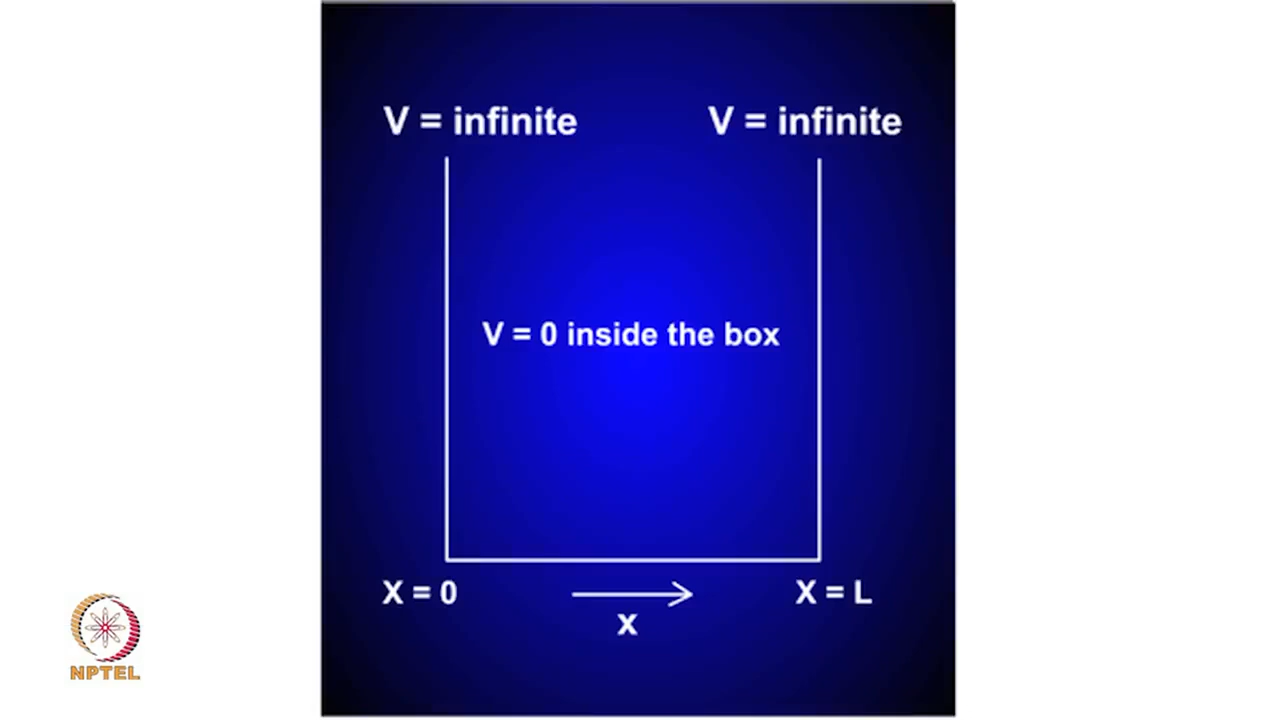 V = infinite
V = infinite
V = 0 inside the box
X = 0
X = L
x
NPTEL